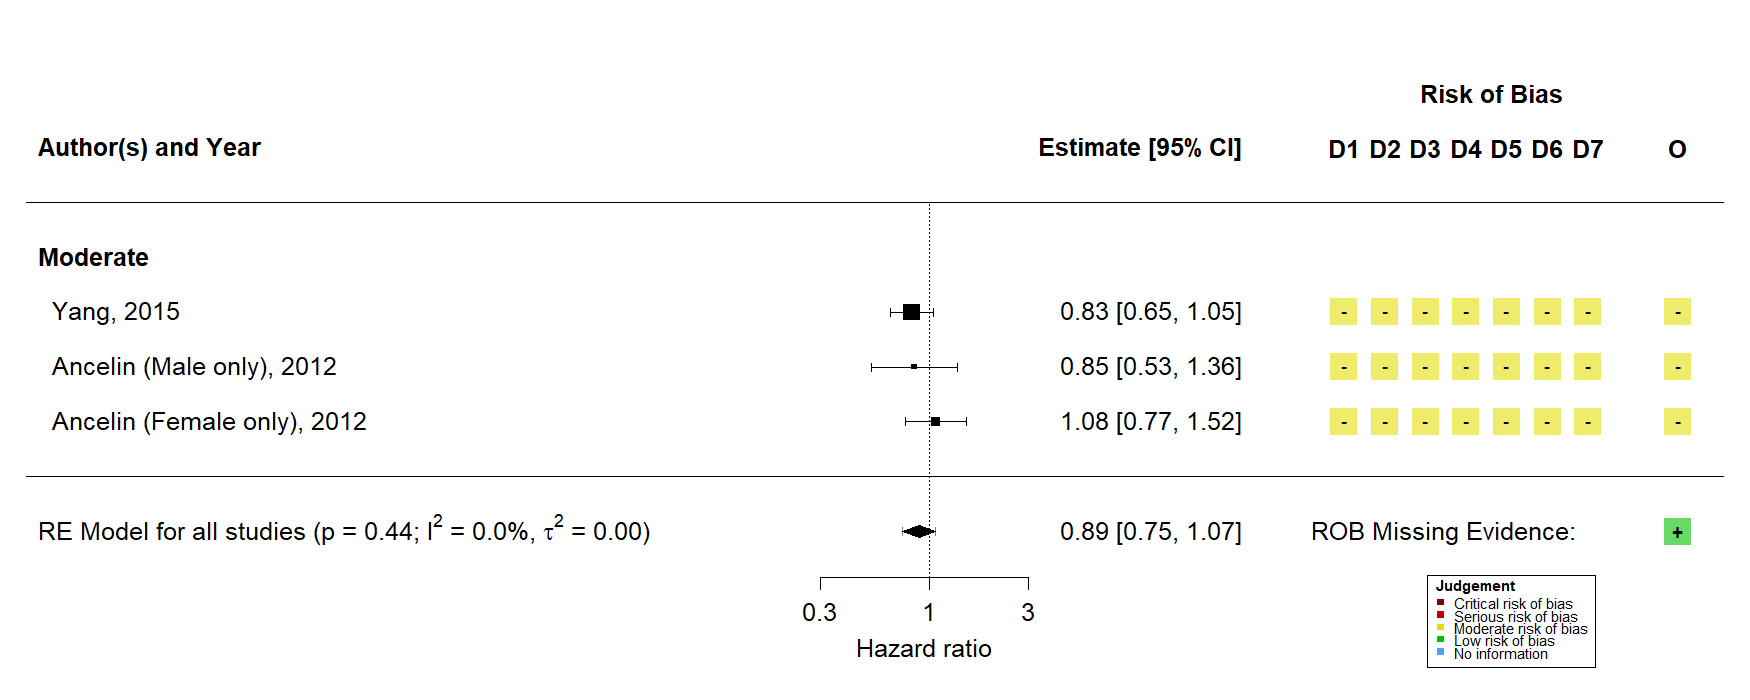 Risk of Bias
Author(s) and Year Estimate [95% CI] D1 D2 D3 D4 D5 D6 D7 O
Moderate
Yang, 2015 0.83 [0.65, 1.05] - - - - - - - -
Ancelin (Male only), 2012 0.85 [0.53, 1.36] - - - - - - - -
Ancelin (Female only), 2012 1.08 [0.77, 1.52] - - - - - - - -
RE Model for all studies (p = 0.44; I² = 0.0%, τ² = 0.00) 0.89 [0.75, 1.07] ROB Missing Evidence: +
0.3 1 3
Hazard ratio
Judgement
Critical risk of bias
Serious risk of bias
Moderate risk of bias
Low risk of bias
No information